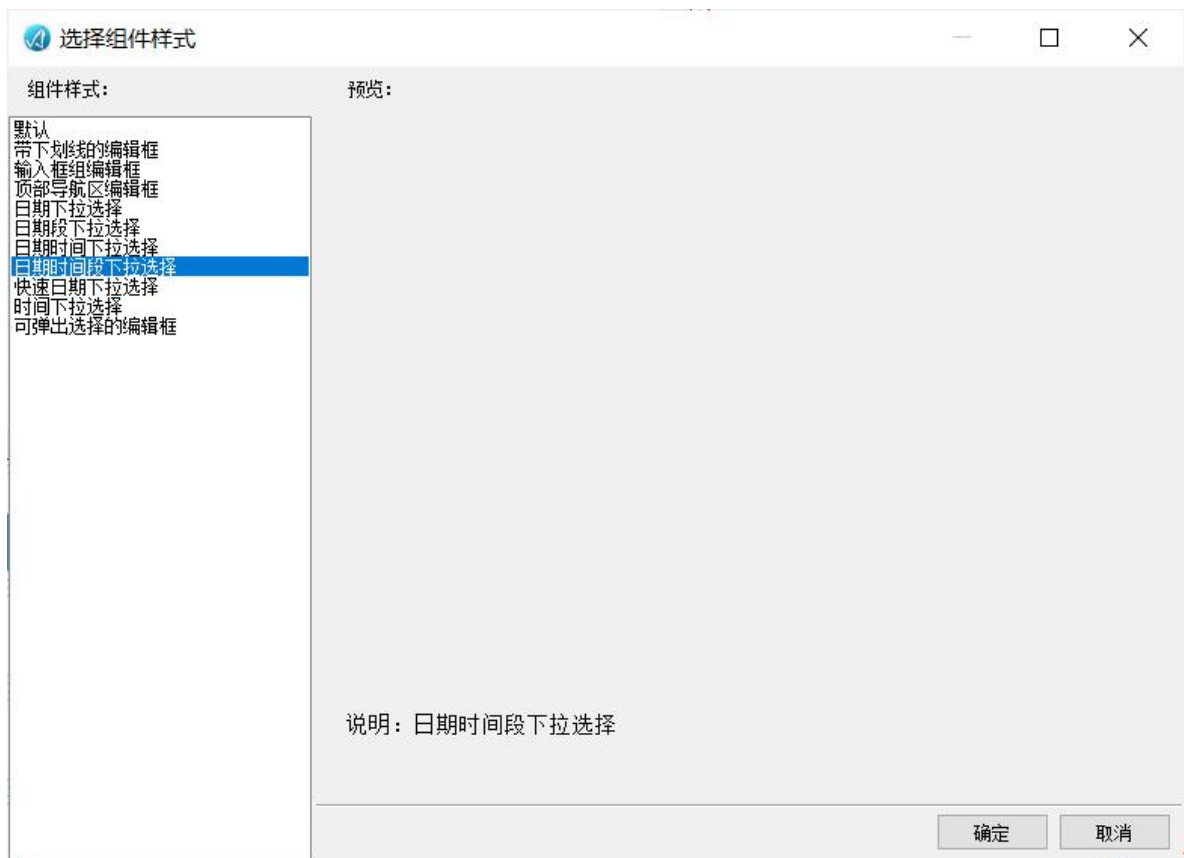 选择组件样式
组件样式：
预览：
默认
带下划线的编辑框
输入框组编辑框
顶部导航区编辑框
日期下拉选择
日期段下拉选择
日期时间下拉选择
日期时间段下拉选择
快速日期下拉选择
时间下拉选择
可弹出选择的编辑框
说明：日期时间段下拉选择
确定
取消